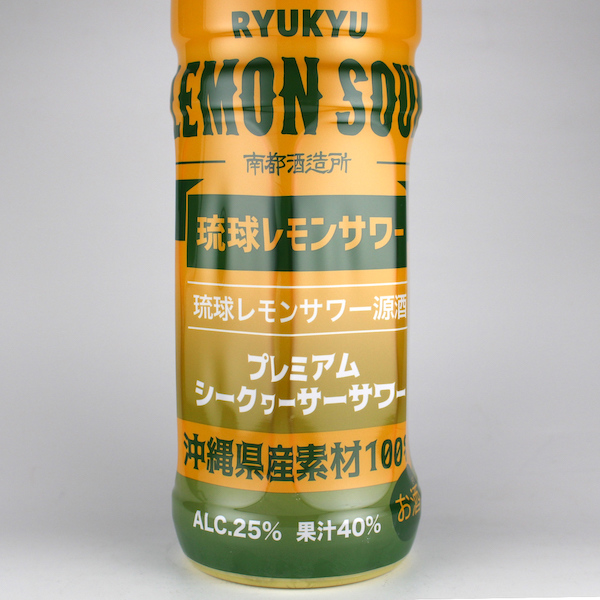 RYUKYU
LEMON SOU
南都酒造所
琉球レモンサワー
琉球レモンサワー源酒
プレミアム
シークヮーサーサワー
沖縄県産素材100%
お酒
ALC.25% 果汁40%